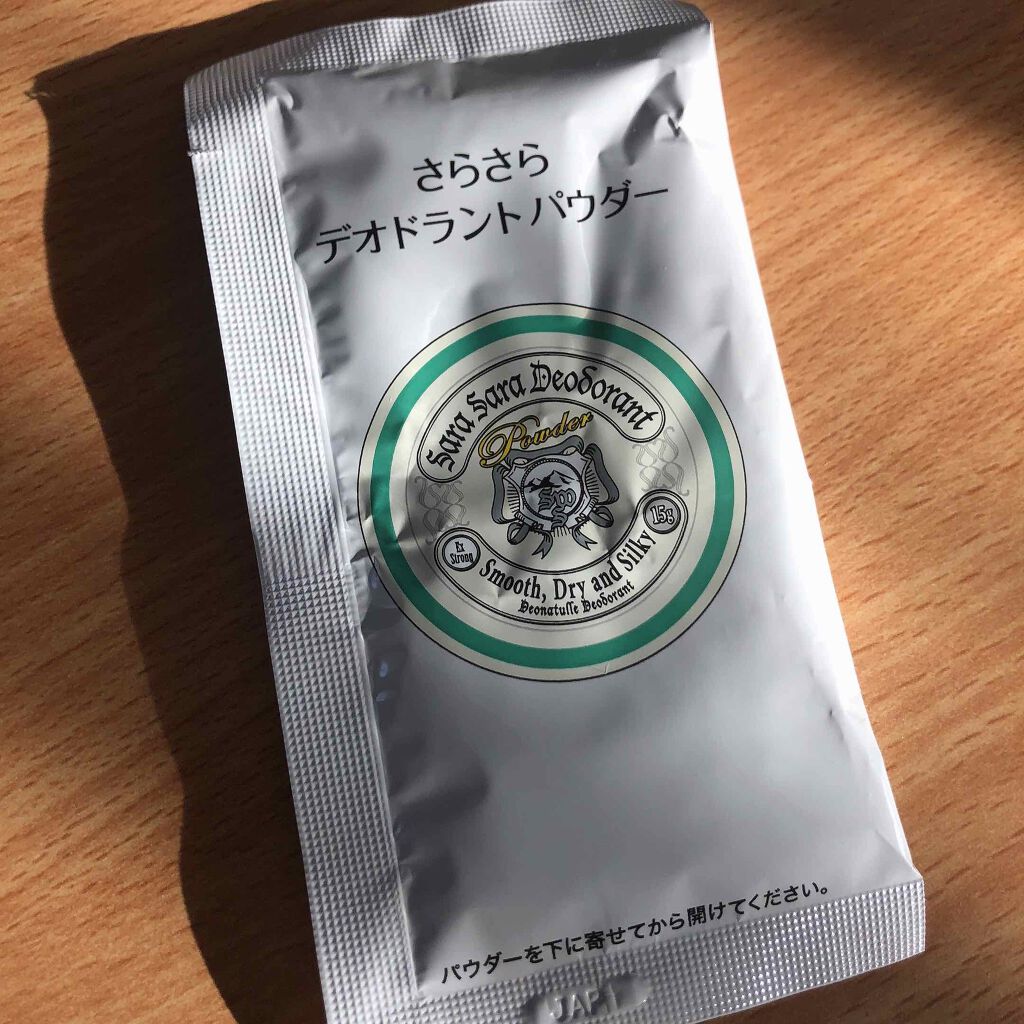 さらさら
デオドラントパウダー
Sara Sara Deodorant
Powder
Ex
Strong
15g
Smooth, Dry and Silky
Deonatulle Deodorant
パウダーを下に寄せてから開けてください。